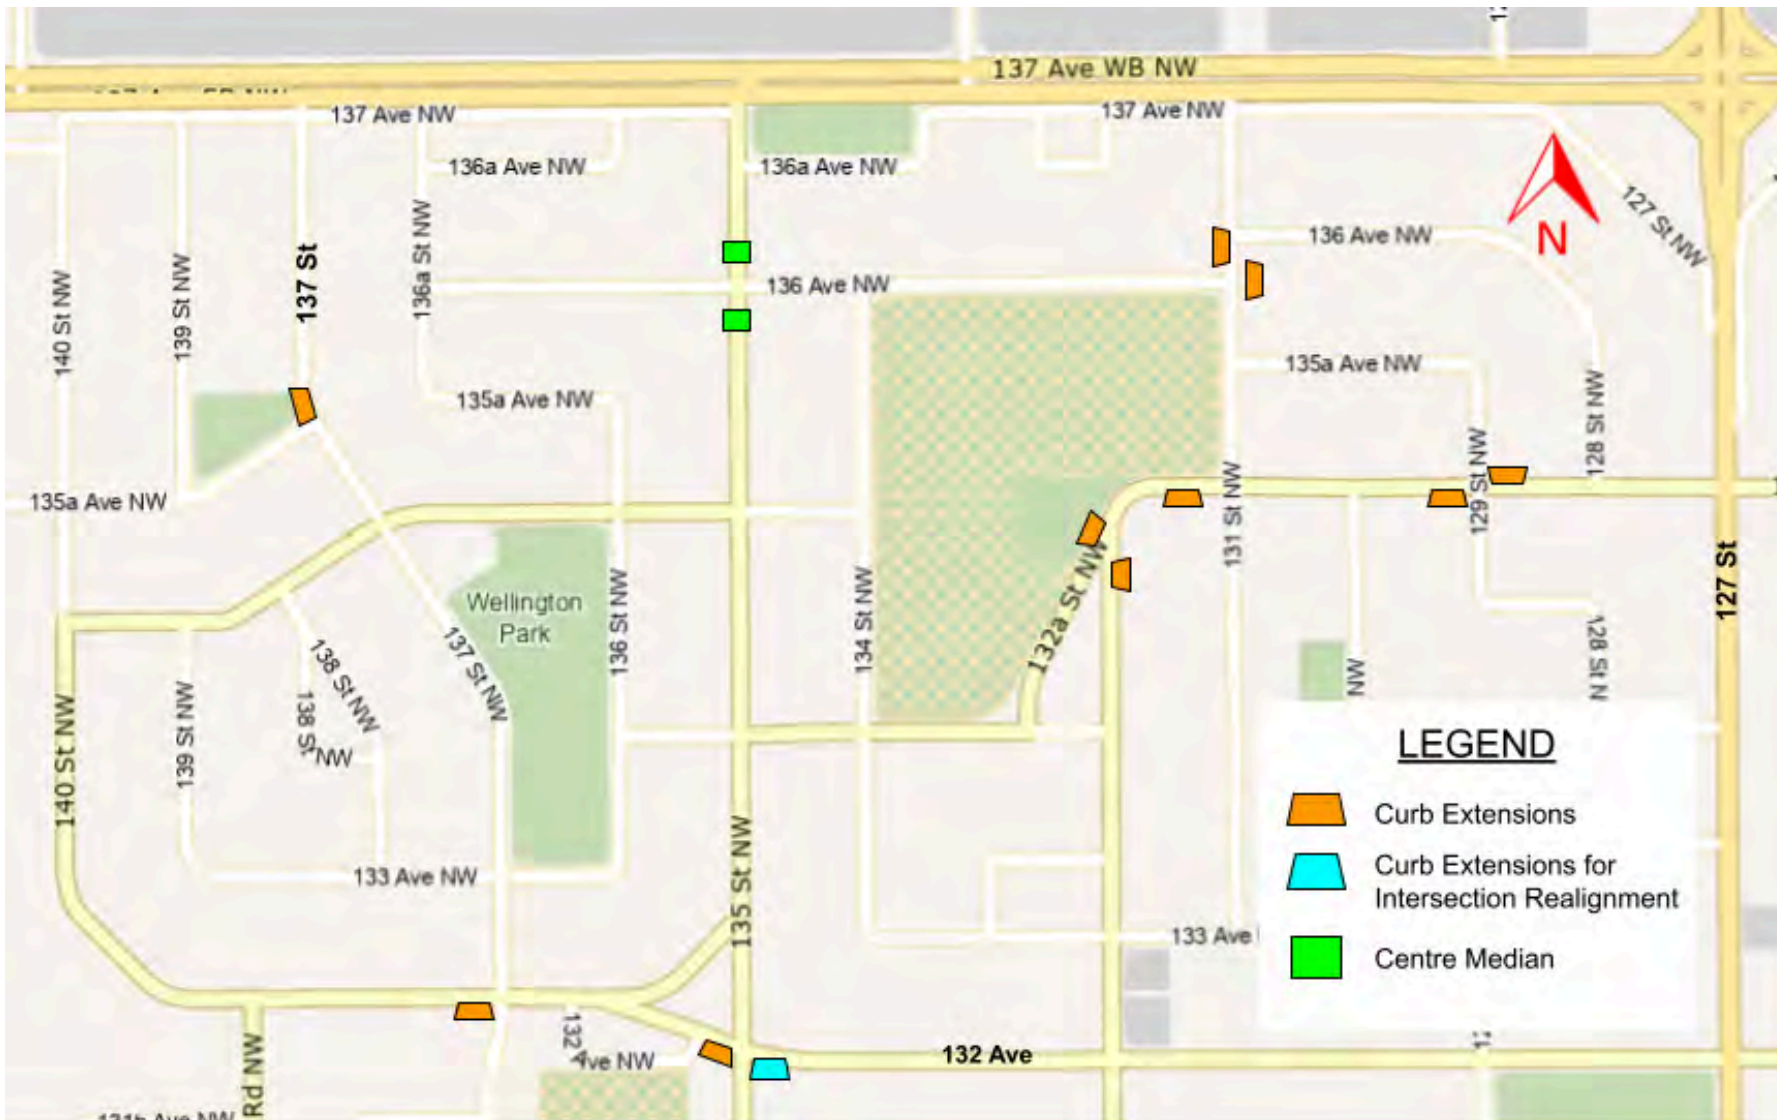 137 Ave WB NW
137 Ave NW
137 Ave NW
136a Ave NW
136a Ave NW
127 St NW
136 Ave NW
136a St NW
137 St
139 St NW
140 St NW
136 Ave NW
N
135a Ave NW
135a Ave NW
128 St NW
129 St NW
135a Ave NW
131 St NW
127 St
132a St NW
134 St NW
136 St NW
Wellington
Park
137 St NW
138 St NW
138 St NW
139 St NW
140 St NW
NW
128 St N
LEGEND
Curb Extensions
Curb Extensions for
Intersection Realignment
Centre Median
133 Ave NW
135 St NW
133 Ave
132
Ave NW
132 Ave
Rd NW